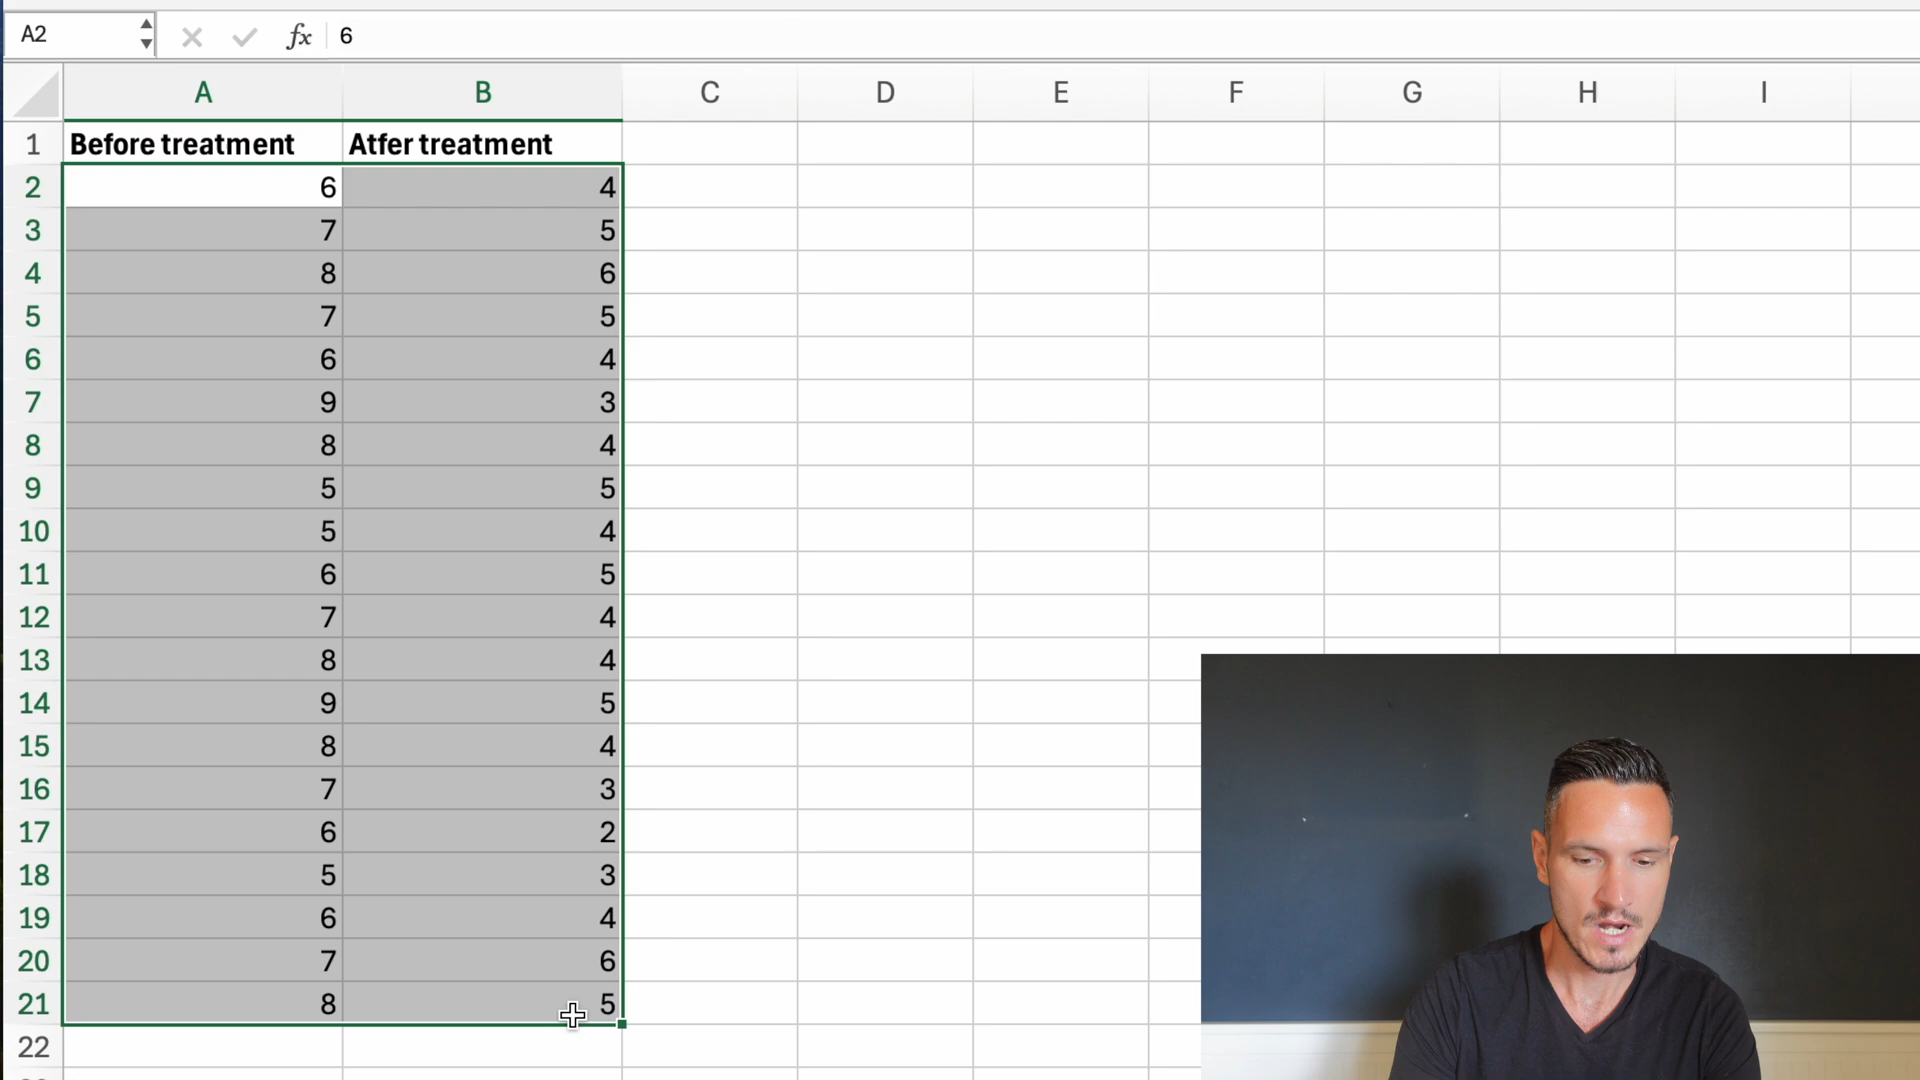 A2 fx 6
A B C D E F G H I
1 Before treatment Atfer treatment
2 6 4
3 7 5
4 8 6
5 7 5
6 6 4
7 9 3
8 8 4
9 5 5
10 5 4
11 6 5
12 7 4
13 8 4
14 9 5
15 8 4
16 7 3
17 6 2
18 5 3
19 6 4
20 7 6
21 8 5
22